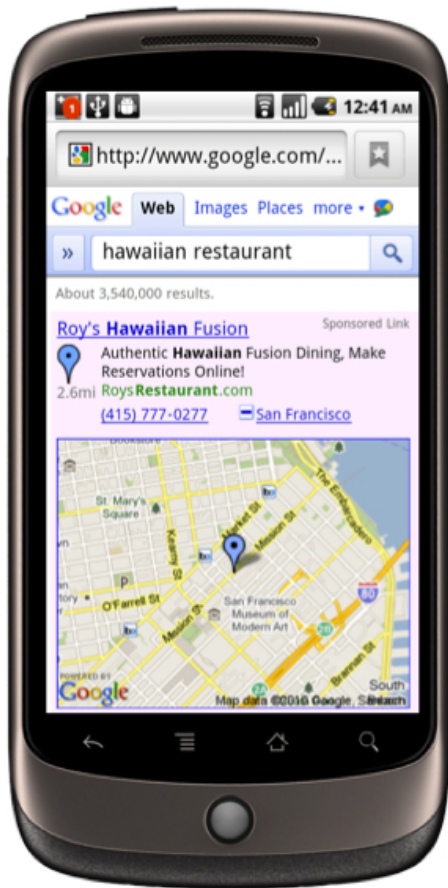 1
12:41 AM
http://www.google.com/...
Google Web Images Places more
» hawaiian restaurant
About 3,540,000 results.
Roy's Hawaiian Fusion Sponsored Link
Authentic Hawaiian Fusion Dining, Make
Reservations Online!
2.6mi RoysRestaurant.com
(415) 777-0277 San Francisco
Bookstore
The Embarcadero
St. Mary's
Square
Market St
Mission St
Kearny St
P
O'Farrell St
Mission St
San Francisco
Museum of
Modern Art
80
Brannan St
2A
POWERED BY
Google
South
Map data ©2010 Google,